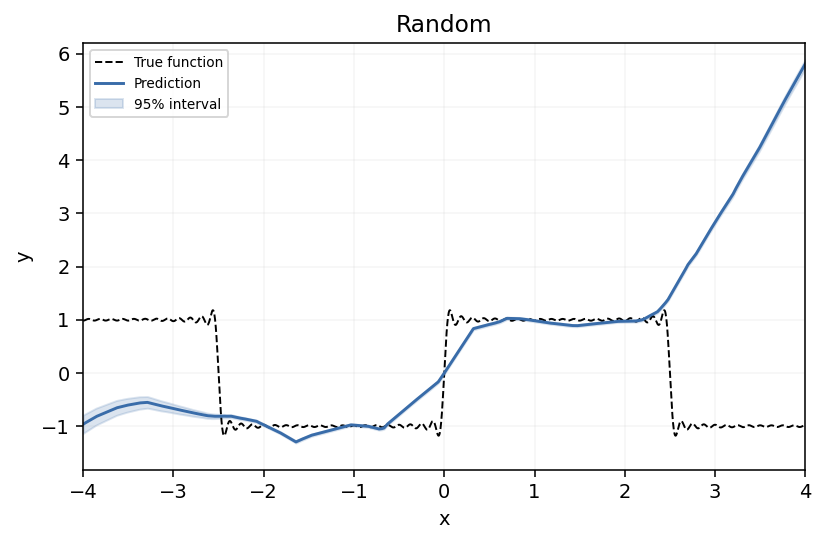 Random
True function
Prediction
95% interval
6
5
4
3
2
1
0
−1
y
−4 −3 −2 −1 0 1 2 3 4
x